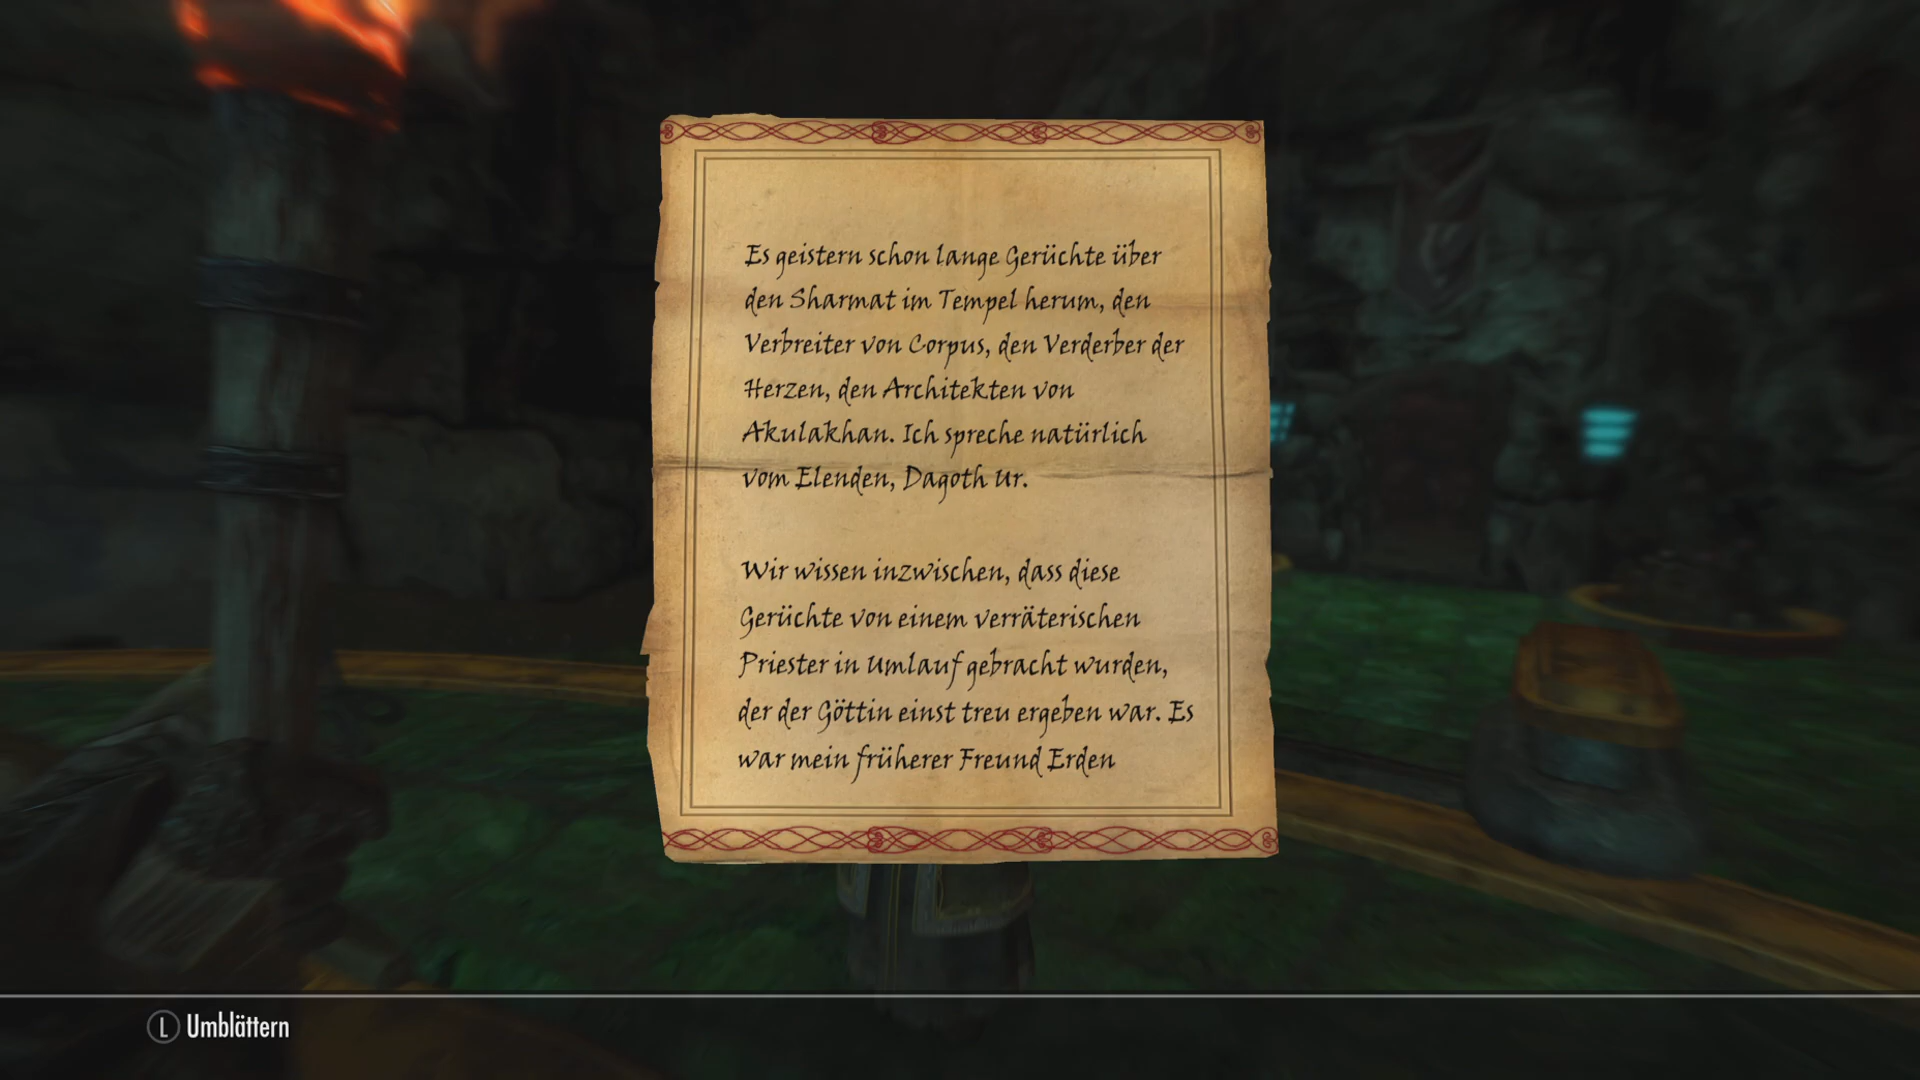 Es geistern schon lange Gerüchte über
den Sharmat im Tempel herum, den
Verbreiter von Corpus, den Verderber der
Herzen, den Architekten von
Akulakhan. Ich spreche natürlich
vom Elenden, Dagoth Ur.
Wir wissen inzwischen, dass diese
Gerüchte von einem verräterischen
Priester in Umlauf gebracht wurden,
der der Göttin einst treu ergeben war. Es
war mein früherer Freund Erden
L Umblättern